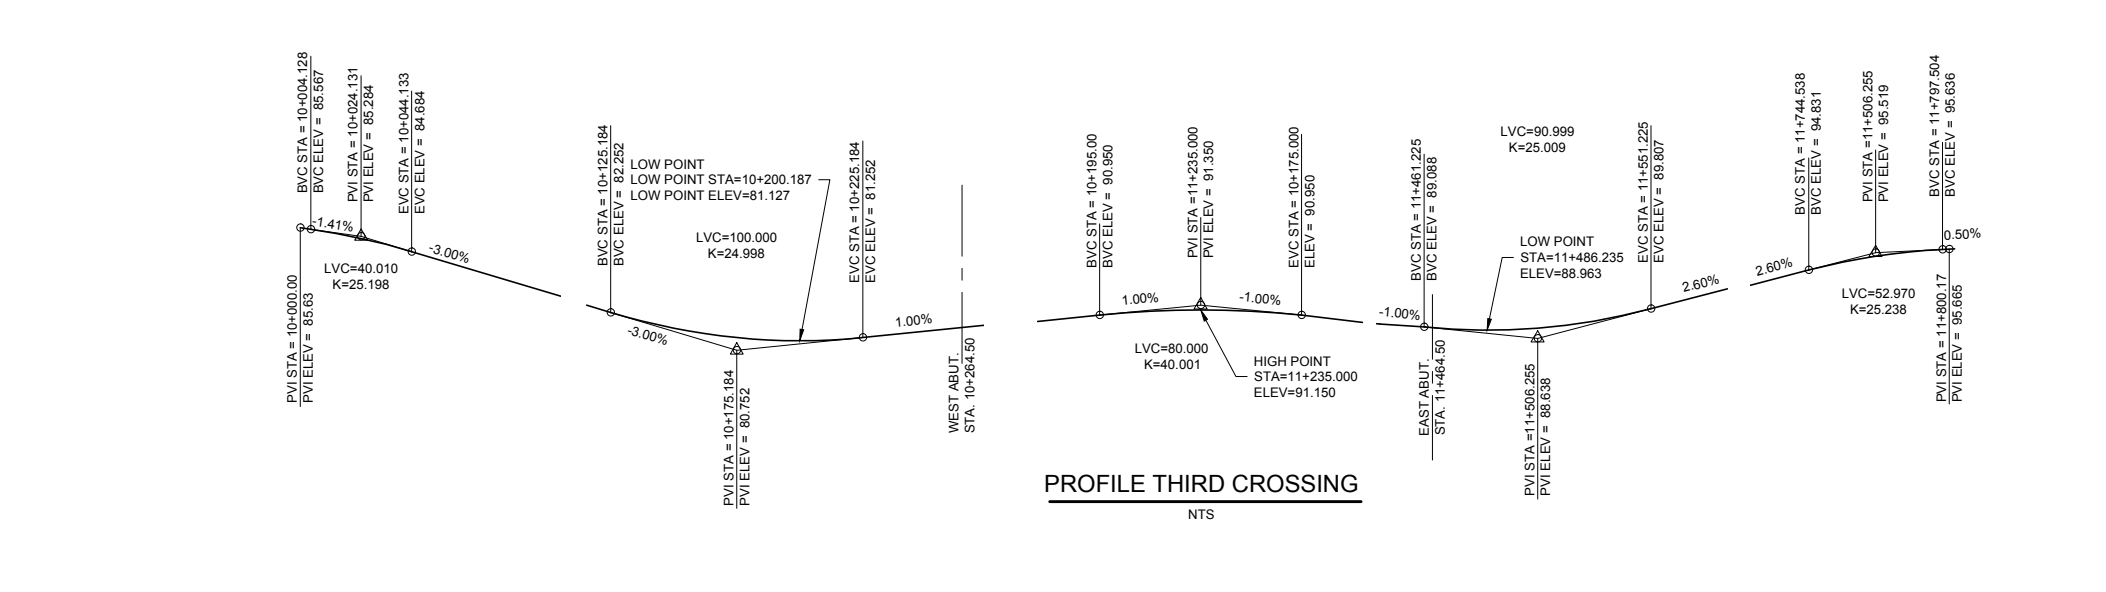 BVC STA = 10+004.128
BVC ELEV = 85.567
PVI STA = 10+024.131
PVI ELEV = 85.284
EVC STA = 10+044.133
EVC ELEV = 84.684
-1.41%
-3.00%
LVC=40.010
K=25.198
PVI STA = 10+000.00
PVI ELEV = 85.63
BVC STA = 10+125.184
BVC ELEV = 82.252
LOW POINT
LOW POINT STA=10+200.187
LOW POINT ELEV=81.127
LVC=100.000
K=24.998
EVC STA = 10+225.184
EVC ELEV = 81.252
-3.00%
1.00%
PVI STA = 10+175.184
PVI ELEV = 80.752
WEST ABUT.
STA. 10+264.50
BVC STA = 10+195.00
BVC ELEV = 90.950
PVI STA =11+235.000
PVI ELEV = 91.350
EVC STA = 10+175.000
ELEV = 90.950
1.00%
-1.00%
LVC=80.000
K=40.001
HIGH POINT
STA=11+235.000
ELEV=91.150
BVC STA = 11+461.225
BVC ELEV = 89.088
-1.00%
EAST ABUT.
STA. 11+464.50
LVC=90.999
K=25.009
LOW POINT
STA=11+486.235
ELEV=88.963
EVC STA = 11+551.225
EVC ELEV = 89.807
PVI STA =11+506.255
PVI ELEV = 88.638
2.60%
2.60%
BVC STA = 11+744.538
BVC ELEV = 94.831
PVI STA =11+506.255
PVI ELEV = 95.519
BVC STA = 11+797.504
BVC ELEV = 95.636
0.50%
LVC=52.970
K=25.238
PVI STA = 11+800.17
PVI ELEV = 95.665
PROFILE THIRD CROSSING
NTS